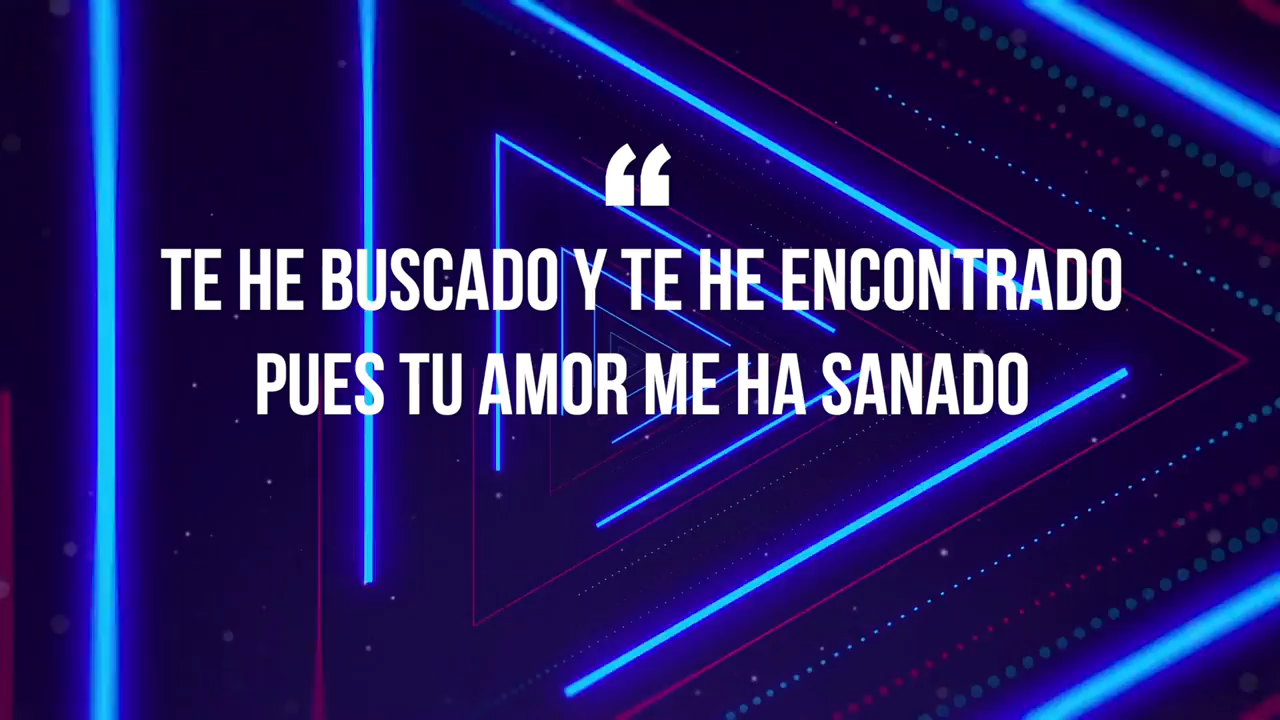 “
TE HE BUSCADO Y TE HE ENCONTRADO
PUES TU AMOR ME HA SANADO